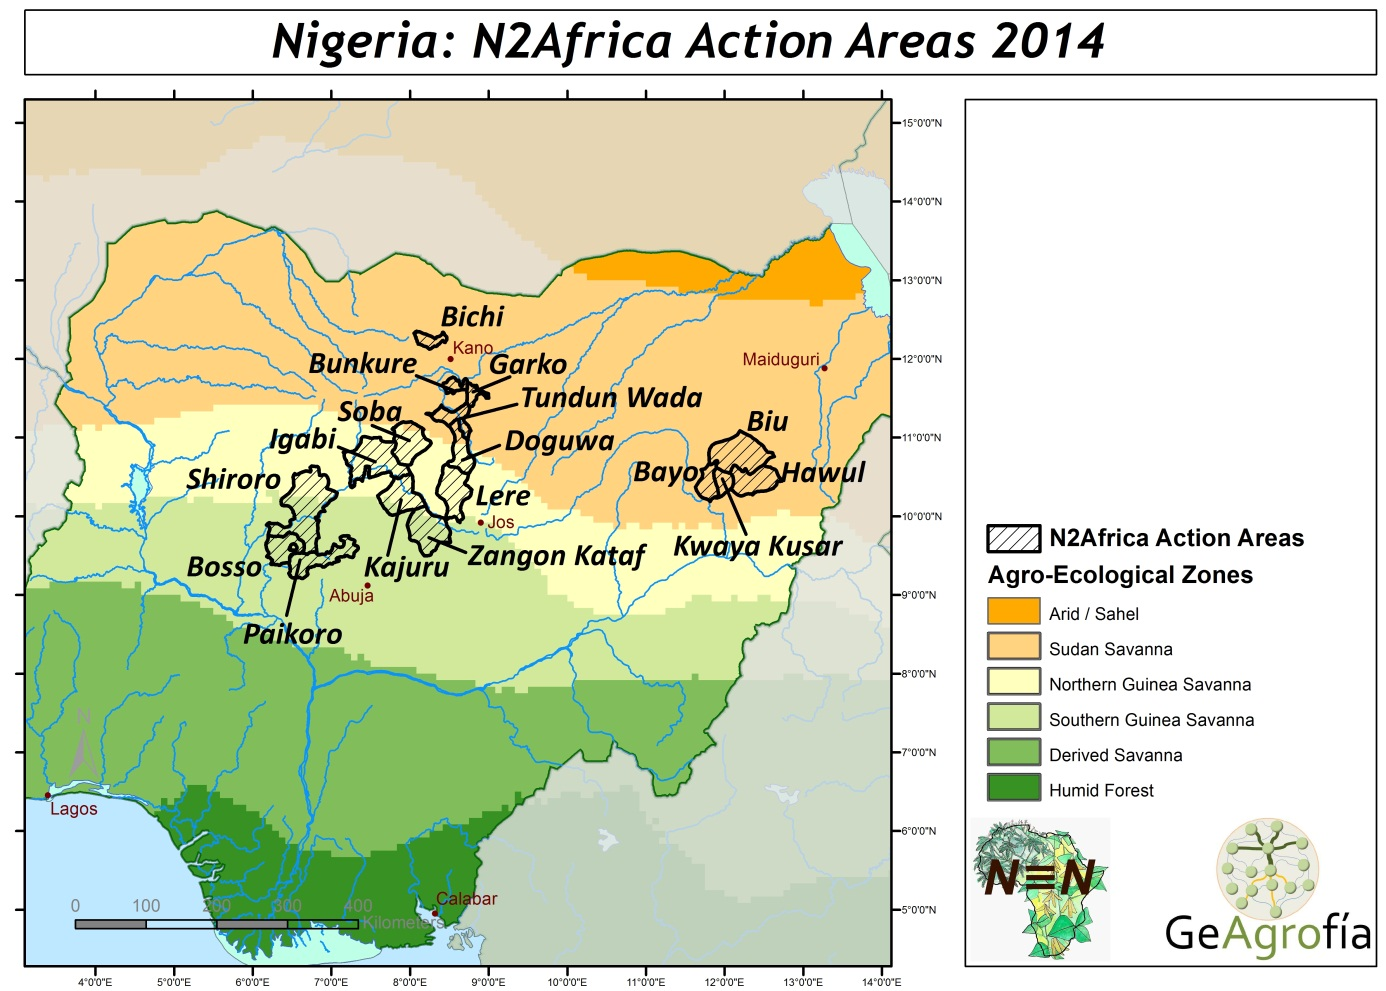 Nigeria: N2Africa Action Areas 2014
15°0'0"N
14°0'0"N
13°0'0"N
12°0'0"N
11°0'0"N
10°0'0"N
9°0'0"N
8°0'0"N
7°0'0"N
6°0'0"N
5°0'0"N
Bichi
Kano
Bunkure
Garko
Maiduguri
Tundun Wada
Soba
Biu
Igabi
Doguwa
Shiroro
Bayo
Hawul
Lere
Jos
Kwaya Kusar
Zangon Kataf
Bosso
Kajuru
Abuja
Paikoro
N
Lagos
Calabar
0 100 200 300 400
Kilometers
4°0'0"E 5°0'0"E 6°0'0"E 7°0'0"E 8°0'0"E 9°0'0"E 10°0'0"E 11°0'0"E 12°0'0"E 13°0'0"E 14°0'0"E
N2Africa Action Areas
Agro-Ecological Zones
Arid / Sahel
Sudan Savanna
Northern Guinea Savanna
Southern Guinea Savanna
Derived Savanna
Humid Forest
N≡N
GeAgrofía